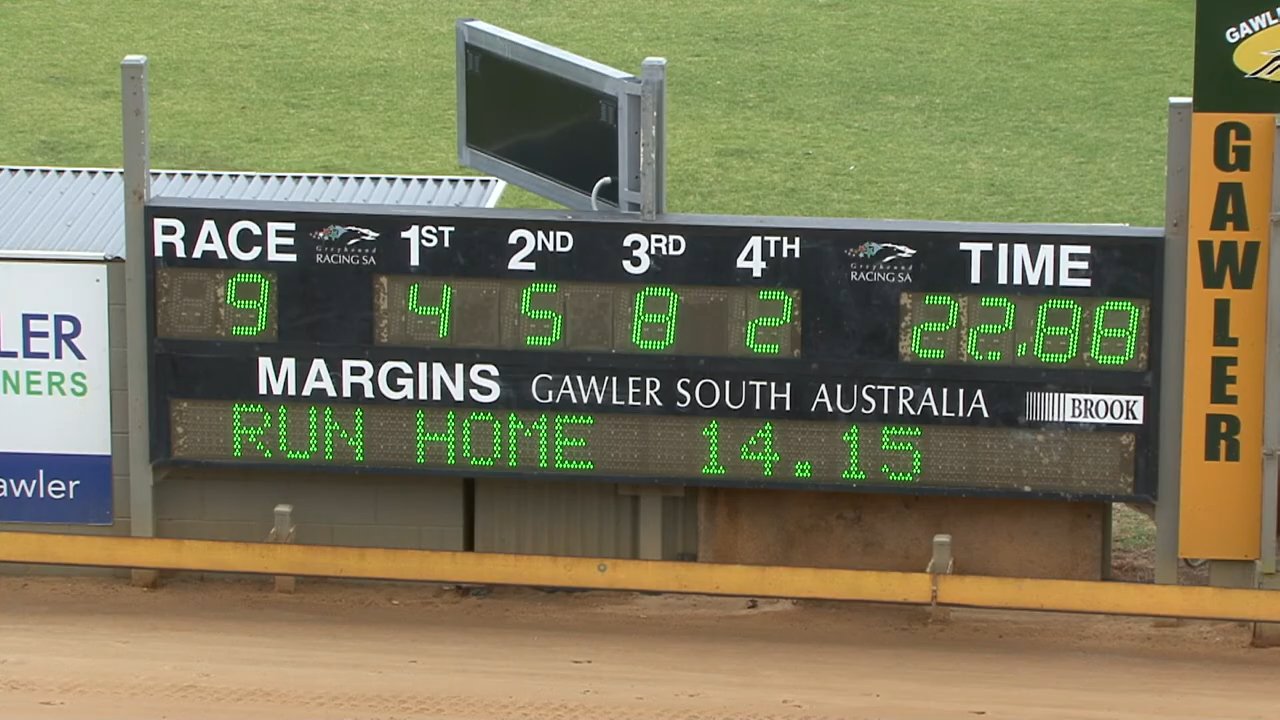 GAWL
RACE
1ST
2ND
3RD
4TH
TIME
Greyhound
RACING SA
Greyhound
RACING SA
9
4
5
8
2
22.88
MARGINS GAWLER SOUTH AUSTRALIA BROOK
RUN HOME 14.15
GAWLER
LER
NERS
awler